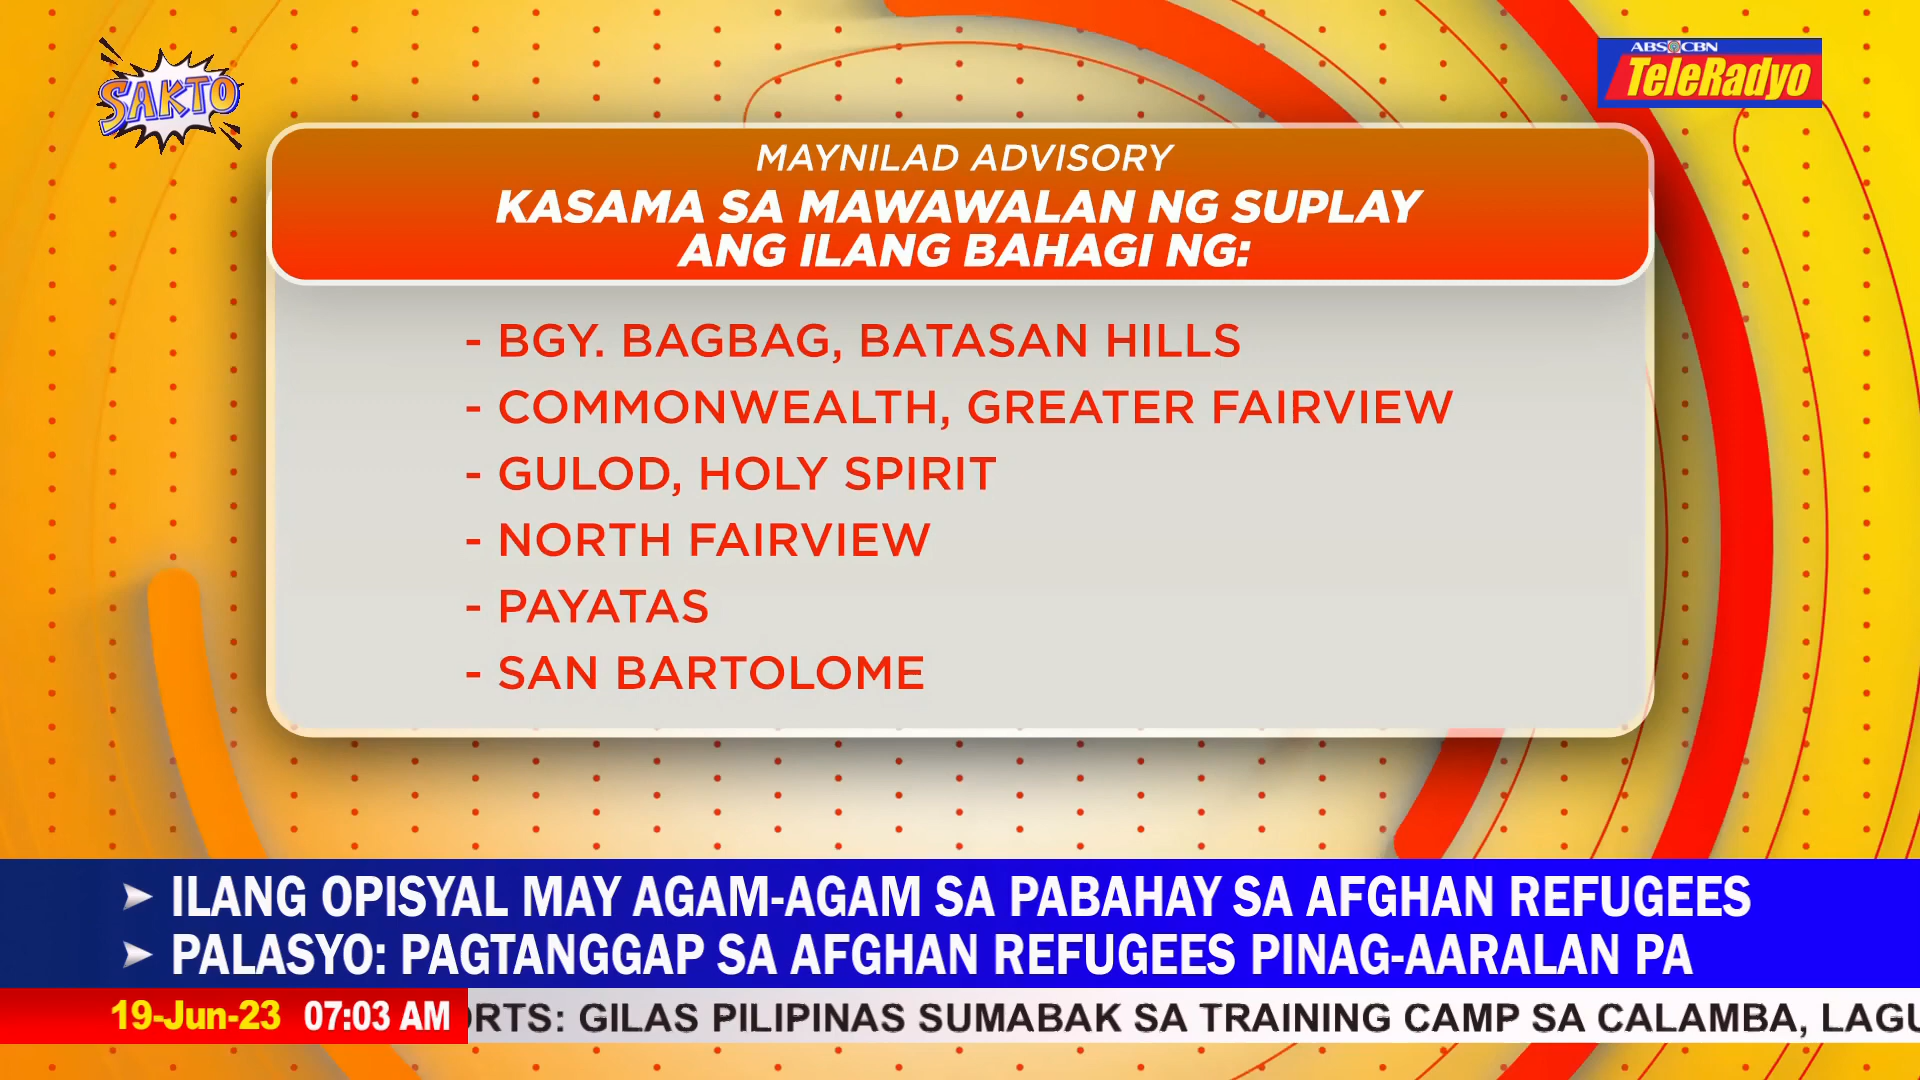 SAKTO
ABS-CBN
TeleRadyo
MAYNILAD ADVISORY
KASAMA SA MAWAWALAN NG SUPLAY
ANG ILANG BAHAGI NG:
- BGY. BAGBAG, BATASAN HILLS
- COMMONWEALTH, GREATER FAIRVIEW
- GULOD, HOLY SPIRIT
- NORTH FAIRVIEW
- PAYATAS
- SAN BARTOLOME
➤ ILANG OPISYAL MAY AGAM-AGAM SA PABAHAY SA AFGHAN REFUGEES
➤ PALASYO: PAGTANGGAP SA AFGHAN REFUGEES PINAG-AARALAN PA
19-Jun-23 07:03 AM ORTS: GILAS PILIPINAS SUMABAK SA TRAINING CAMP SA CALAMBA, LAGU